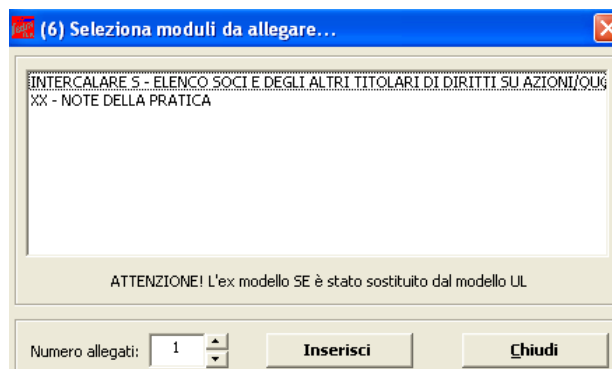 (6) Seleziona moduli da allegare...
INTERCALARE S - ELENCO SOCI E DEGLI ALTRI TITOLARI DI DIRITTI SU AZIONI/QUO
XX - NOTE DELLA PRATICA
ATTENZIONE! L'ex modello SE è stato sostituito dal modello UL
Numero allegati: 1 Inserisci Chiudi